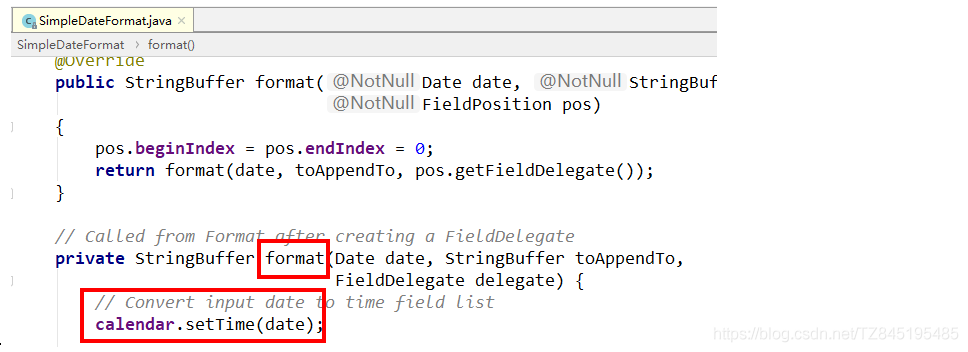 SimpleDateFormat.java ×
SimpleDateFormat › format()
@Override
public StringBuffer format( @NotNull Date date, @NotNull StringBuf
@NotNull FieldPosition pos)
{
pos.beginIndex = pos.endIndex = 0;
return format(date, toAppendTo, pos.getFieldDelegate());
}
// Called from Format after creating a FieldDelegate
private StringBuffer format(Date date, StringBuffer toAppendTo,
FieldDelegate delegate) {
// Convert input date to time field list
calendar.setTime(date);
https://blog.csdn.net/TZ845195485